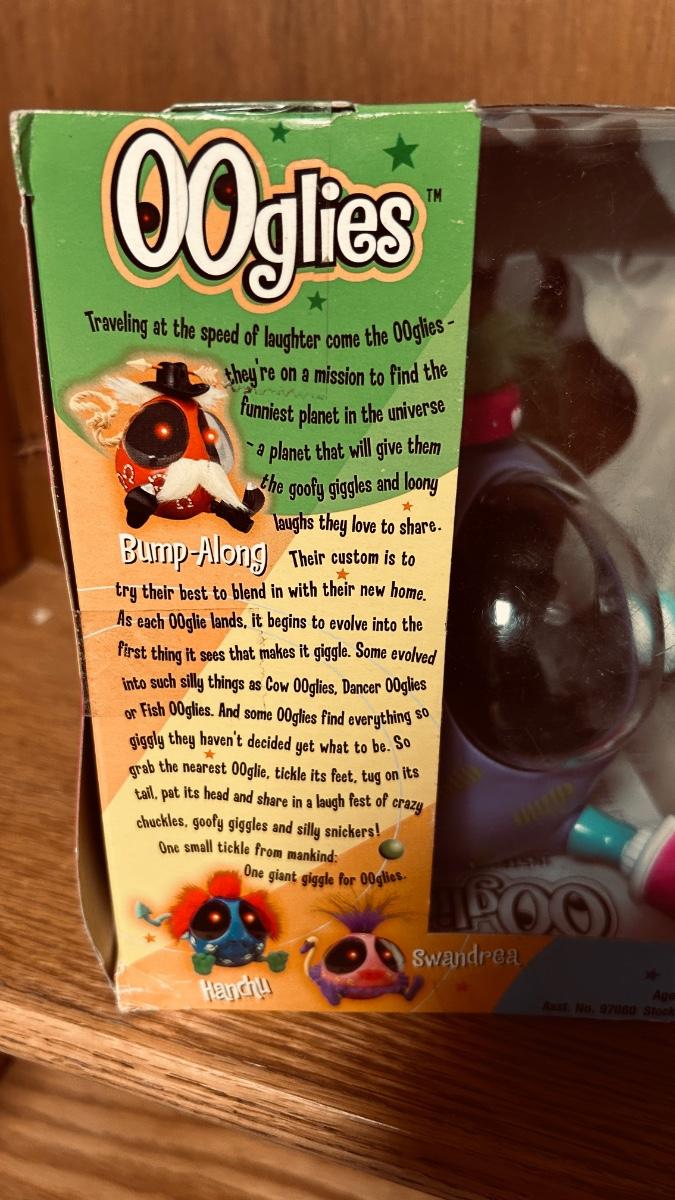 OOglies™
Traveling at the speed of laughter come the OOglies -
they're on a mission to find the
funniest planet in the universe
- a planet that will give them
the goofy giggles and loony
laughs they love to share.
Bump-Along
Their custom is to
try their best to blend in with their new home.
As each OOglie lands, it begins to evolve into the
first thing it sees that makes it giggle. Some evolved
into such silly things as Cow OOglies, Dancer OOglies
or Fish OOglies. And some OOglies find everything so
giggly they haven't decided yet what to be. So
grab the nearest OOglie, tickle its feet, tug on its
tail, pat its head and share in a laugh fest of crazy
chuckles, goofy giggles and silly snickers!
One small tickle from mankind:
One giant giggle for OOglies.
Hanchu
Swandrea
Age
Asst. No. 97060 Stock